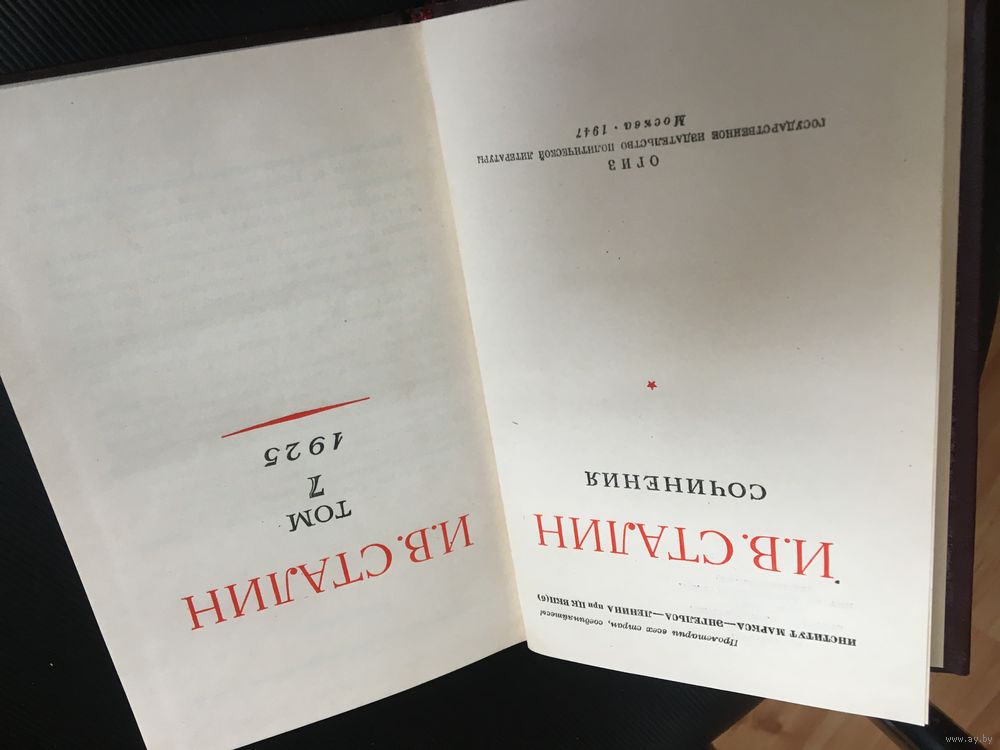 Пролетарии всех стран, соединяйтесь!
ИНСТИТУТ МАРКСА—ЭНГЕЛЬСА—ЛЕНИНА при ЦК ВКП(б)
И.В.СТАЛИН
СОЧИНЕНИЯ
ОГИЗ
ГОСУДАРСТВЕННОЕ ИЗДАТЕЛЬСТВО ПОЛИТИЧЕСКОЙ ЛИТЕРАТУРЫ
Москва · 1947
И.В.СТАЛИН
ТОМ
7
1925
www.ay.by